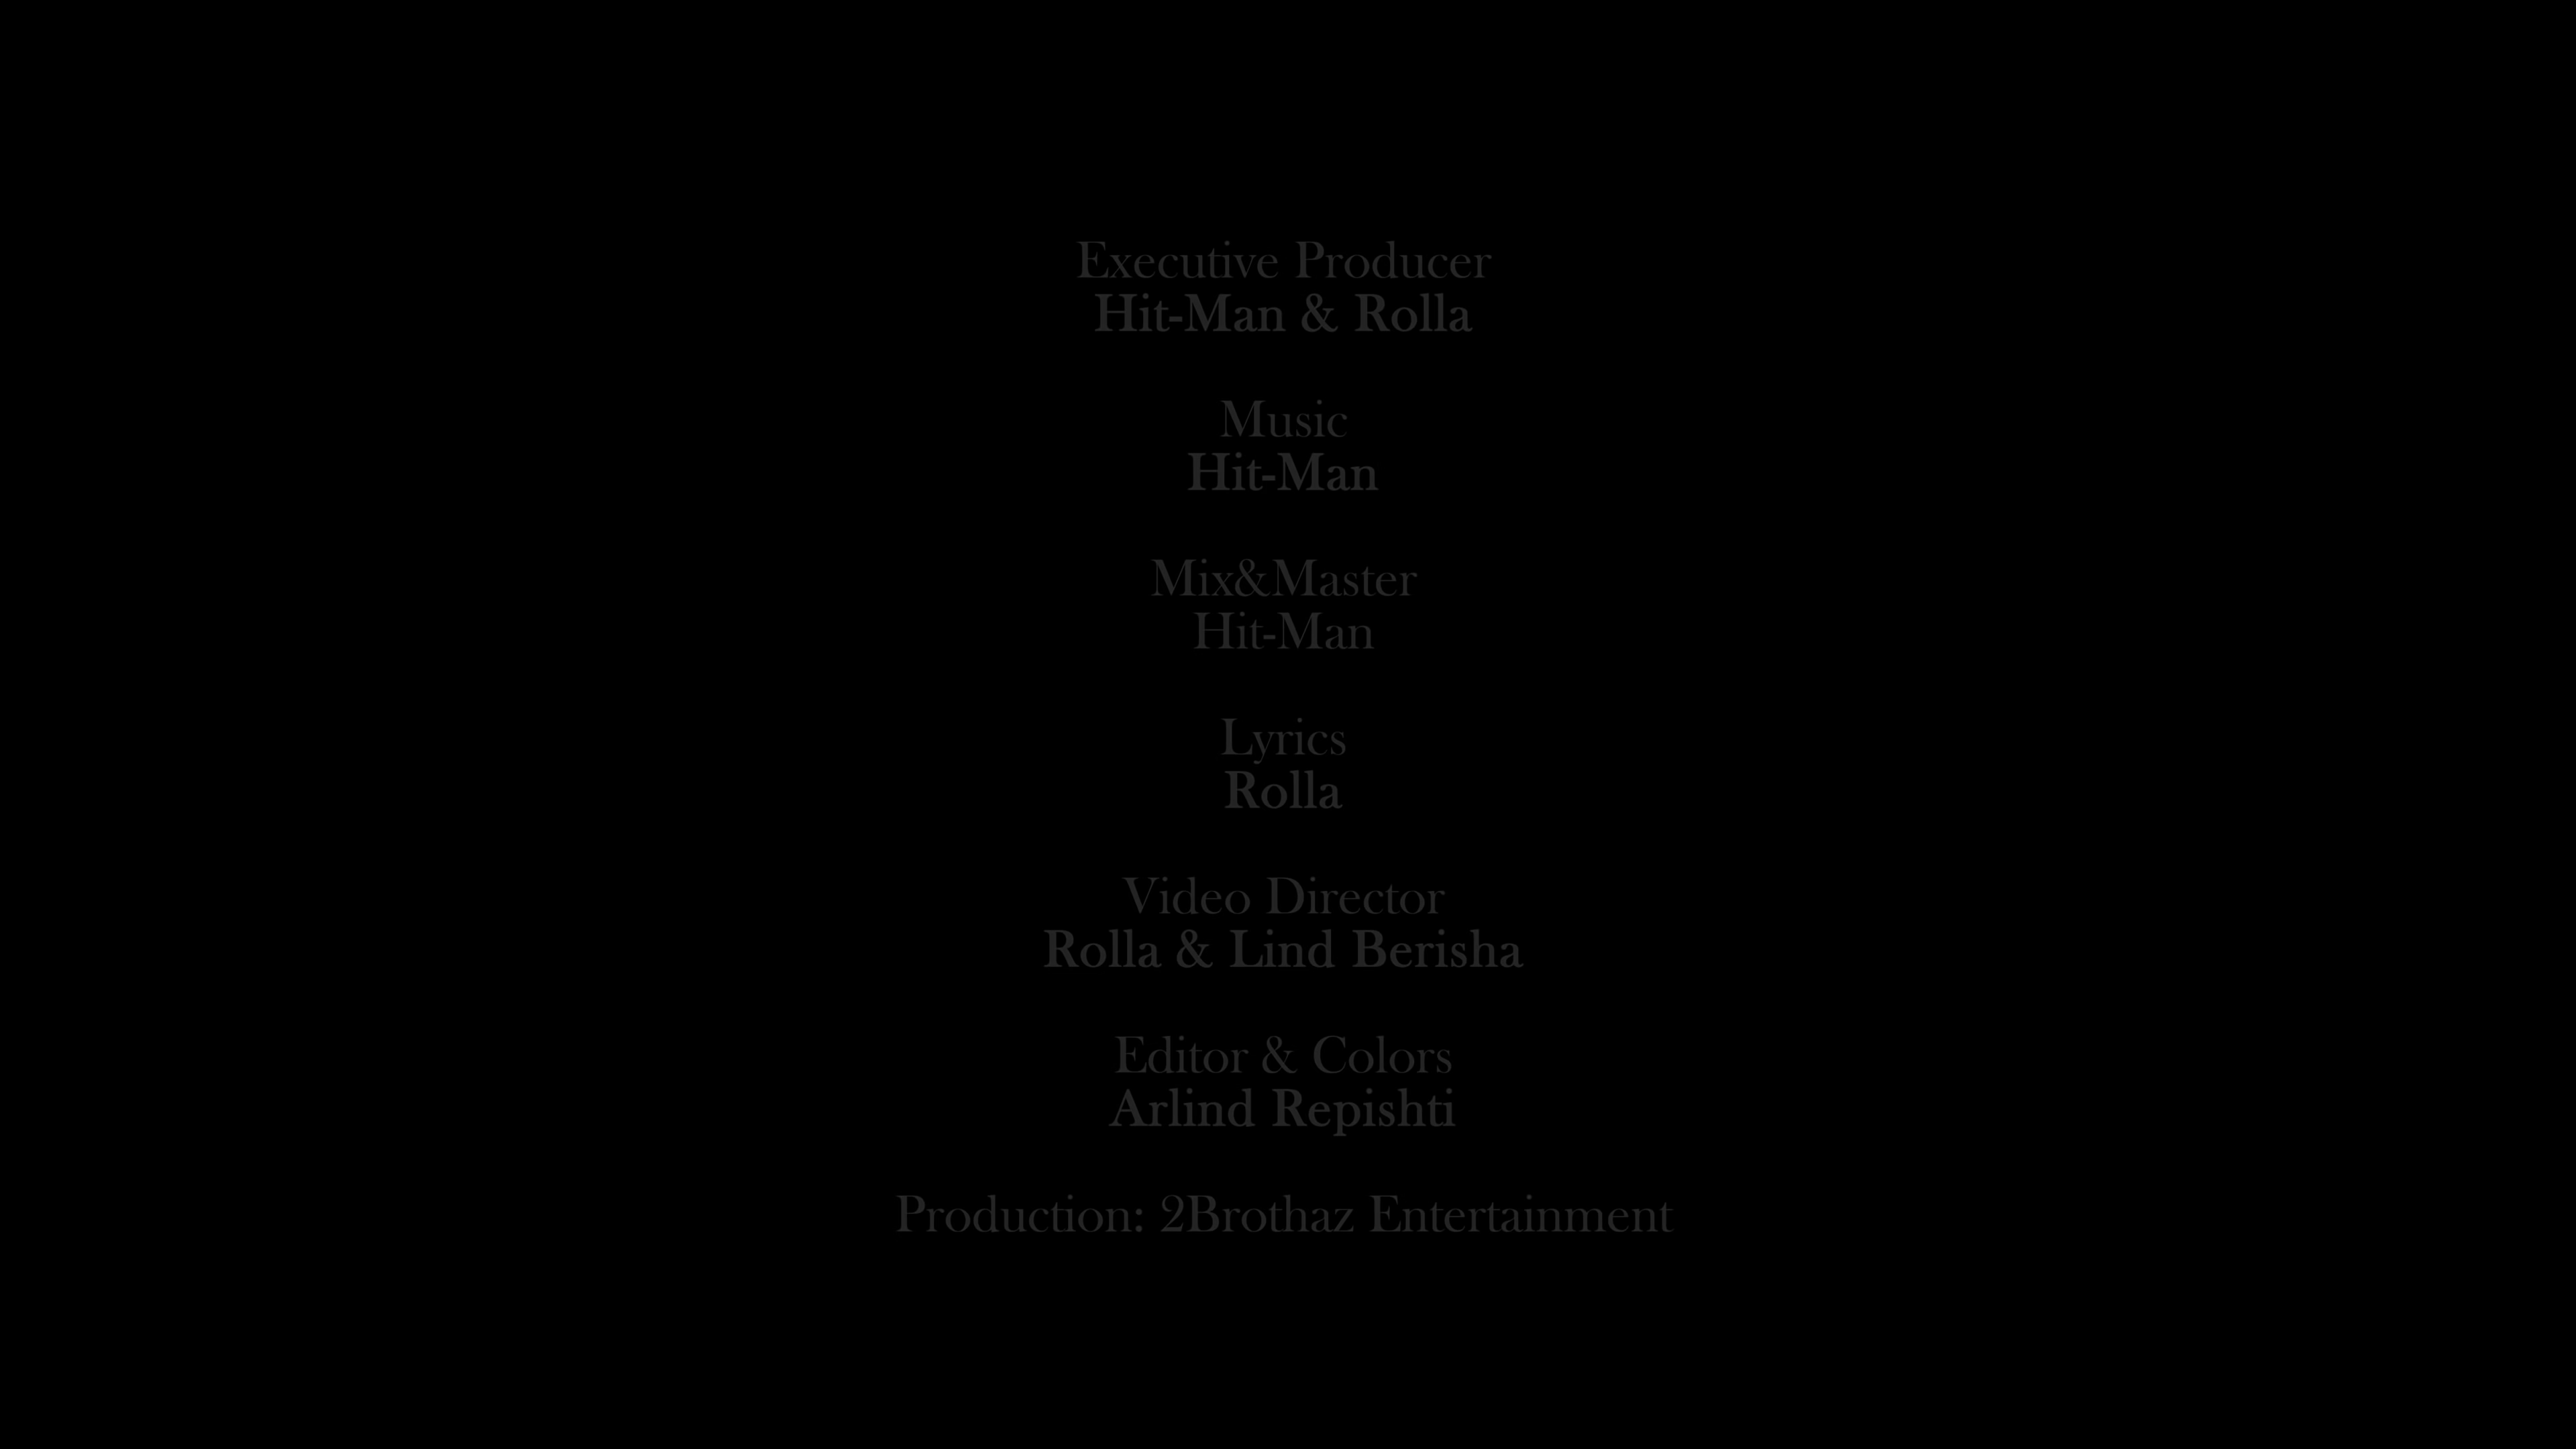 Executive Producer
Hit-Man & Rolla
Music
Hit-Man
Mix&Master
Hit-Man
Lyrics
Rolla
Video Director
Rolla & Lind Berisha
Editor & Colors
Arlind Repishti
Production: 2Brothaz Entertainment